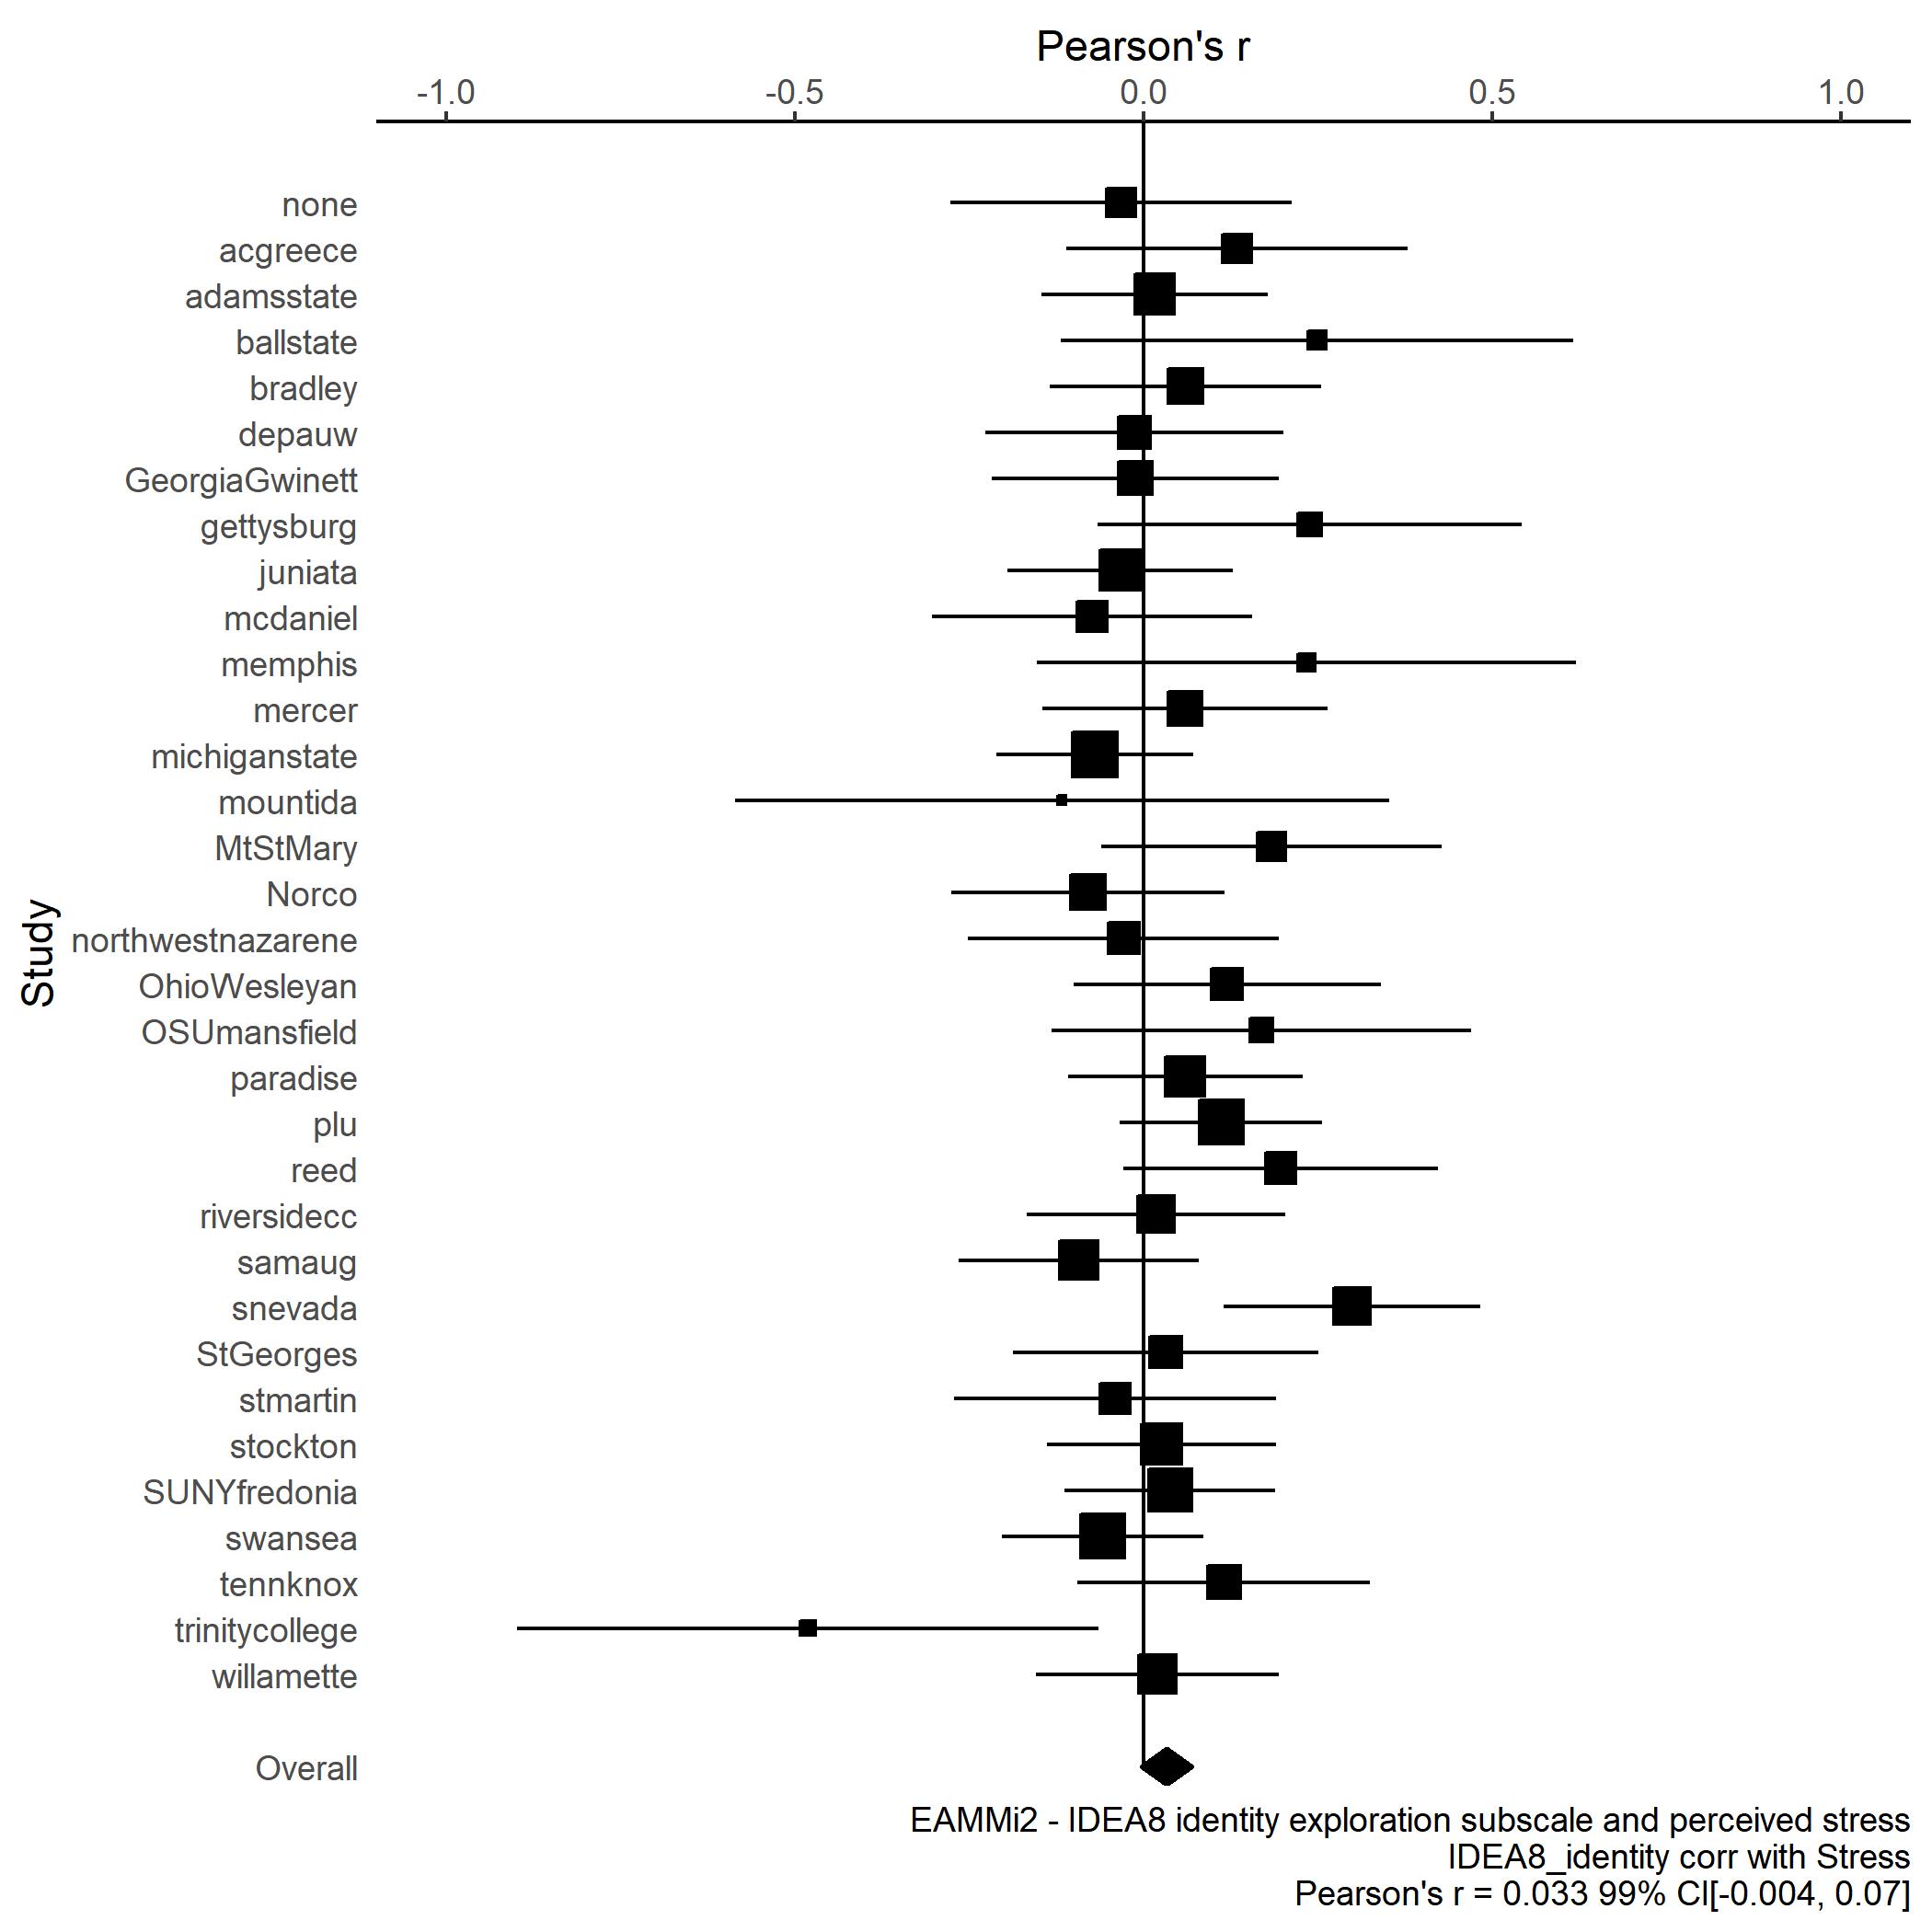 Pearson's r
-1.0 -0.5 0.0 0.5 1.0
none
acgreece
adamsstate
ballstate
bradley
depauw
GeorgiaGwinett
gettysburg
juniata
mcdaniel
memphis
mercer
michiganstate
mountida
MtStMary
Norco
northwestnazarene
OhioWesleyan
OSUmansfield
paradise
plu
reed
riversidecc
samaug
snevada
StGeorges
stmartin
stockton
SUNYfredonia
swansea
tennknox
trinitycollege
willamette
Overall
Study
EAMMi2 - IDEA8 identity exploration subscale and perceived stress
IDEA8_identity corr with Stress
Pearson's r = 0.033 99% CI[-0.004, 0.07]